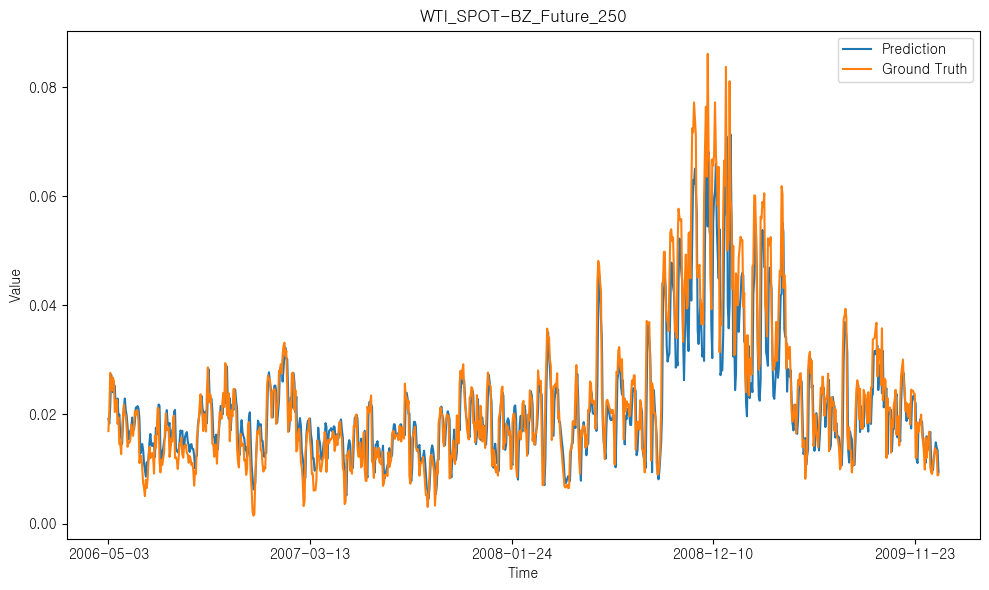 WTI_SPOT-BZ_Future_250
Prediction
Ground Truth
Value
0.08
0.06
0.04
0.02
0.00
2006-05-03
2007-03-13
2008-01-24
2008-12-10
2009-11-23
Time